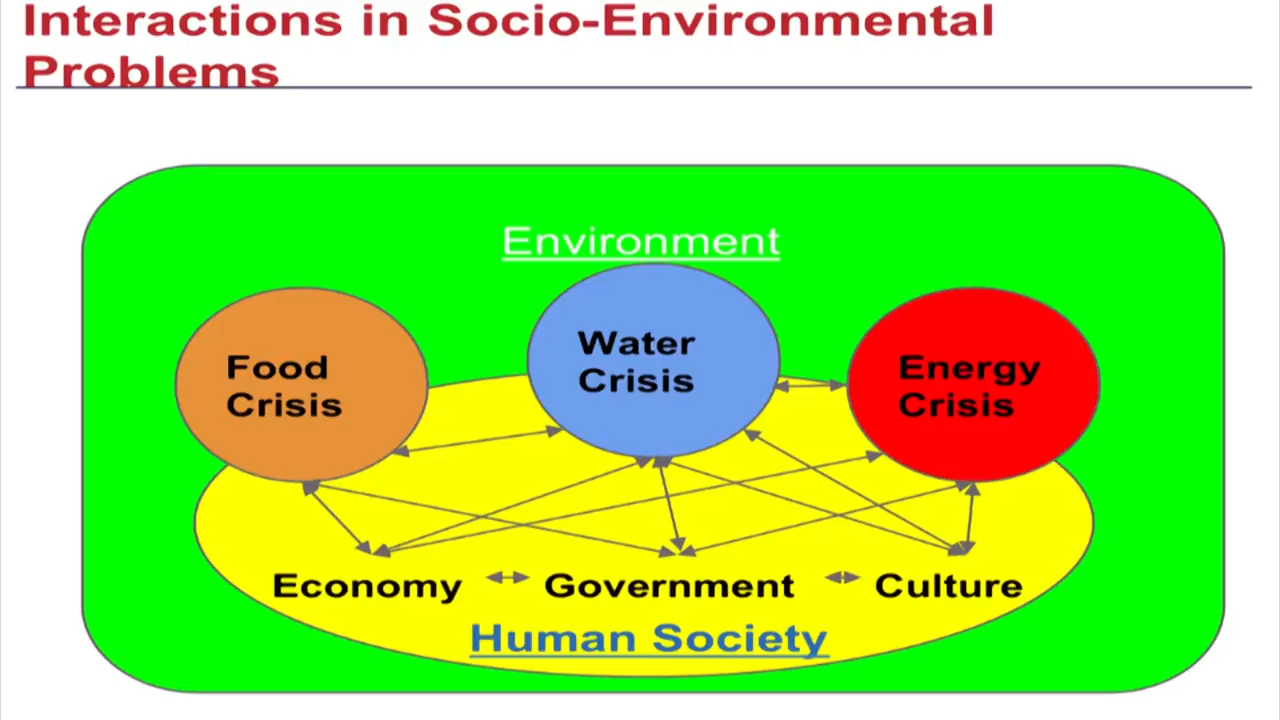 Interactions in Socio-Environmental
Problems
Environment
Food
Crisis
Water
Crisis
Energy
Crisis
Economy
Government
Culture
Human Society